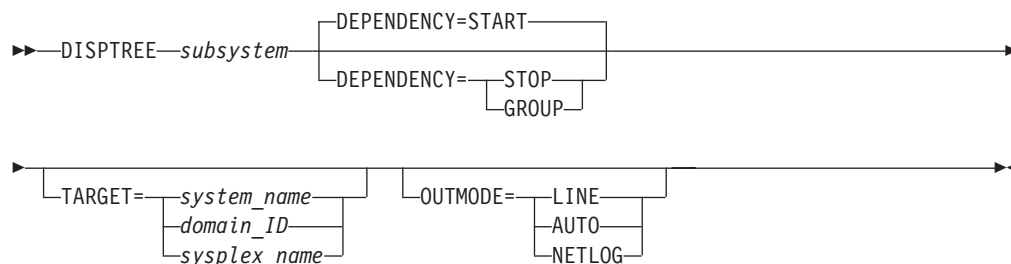 DEPENDENCY=START
DISPTREE subsystem
DEPENDENCY= STOP
GROUP
TARGET= system_name OUTMODE= LINE
domain_ID AUTO
sysplex_name NETLOG